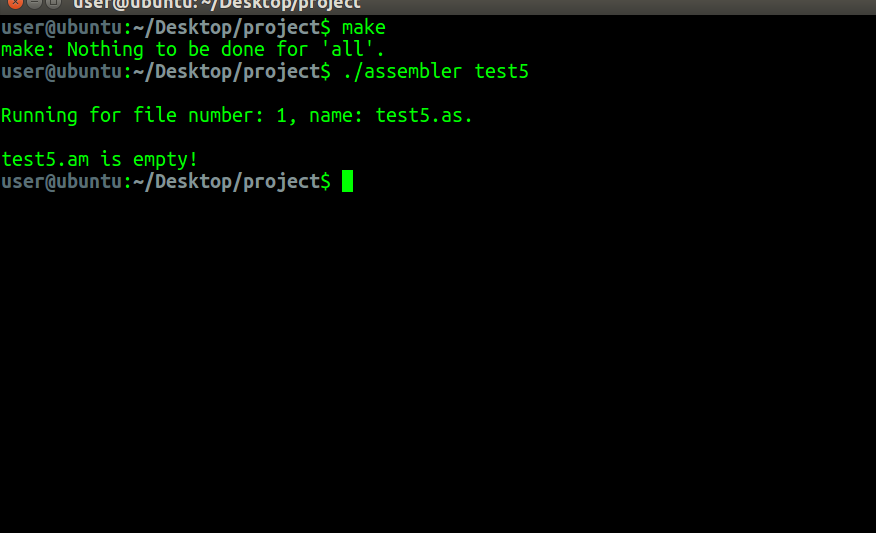 user@ubuntu: ~/Desktop/project
user@ubuntu:~/Desktop/project$ make
make: Nothing to be done for 'all'.
user@ubuntu:~/Desktop/project$ ./assembler test5
Running for file number: 1, name: test5.as.
test5.am is empty!
user@ubuntu:~/Desktop/project$